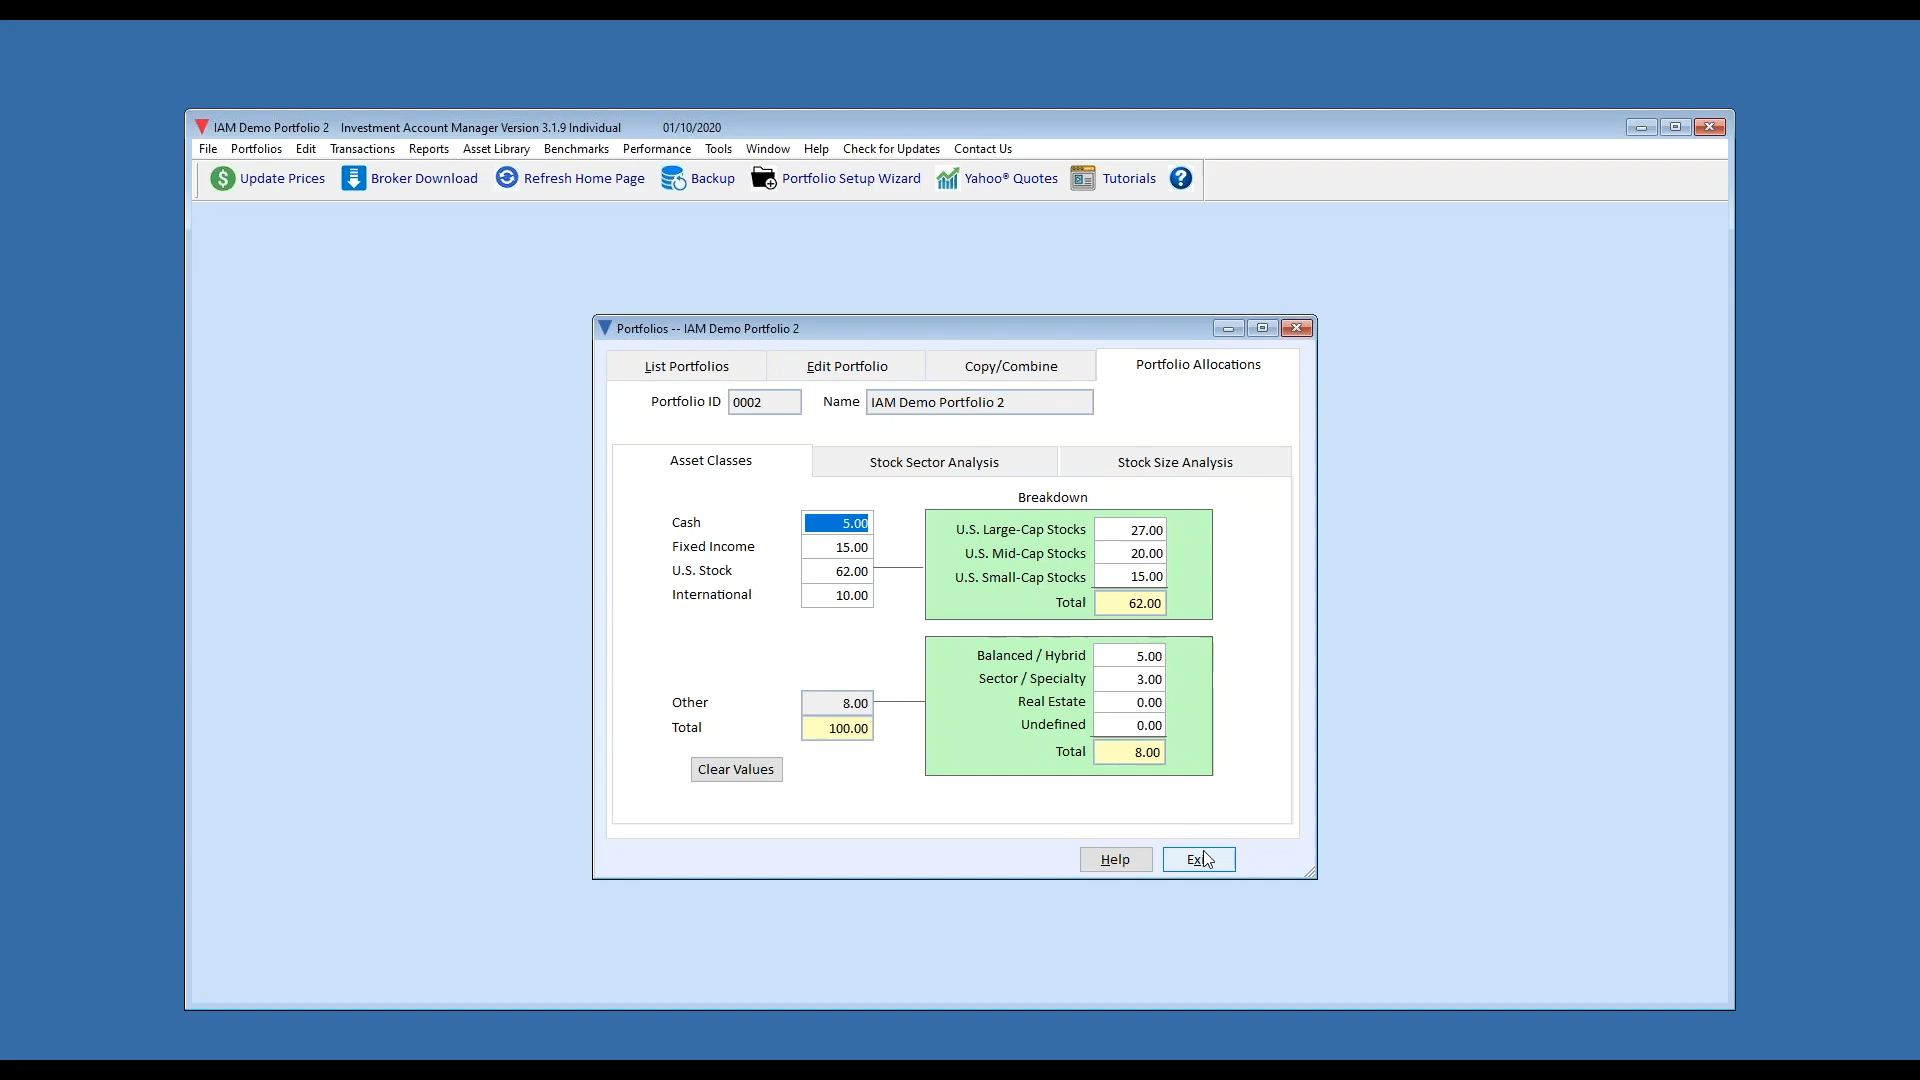 IAM Demo Portfolio 2 Investment Account Manager Version 3.1.9 Individual 01/10/2020
File Portfolios Edit Transactions Reports Asset Library Benchmarks Performance Tools Window Help Check for Updates Contact Us
$ Update Prices Broker Download Refresh Home Page Backup Portfolio Setup Wizard Yahoo® Quotes Tutorials ?
Portfolios -- IAM Demo Portfolio 2
List Portfolios Edit Portfolio Copy/Combine Portfolio Allocations
Portfolio ID 0002 Name IAM Demo Portfolio 2
Asset Classes Stock Sector Analysis Stock Size Analysis
Breakdown
Cash 5.00
Fixed Income 15.00
U.S. Stock 62.00
International 10.00
U.S. Large-Cap Stocks 27.00
U.S. Mid-Cap Stocks 20.00
U.S. Small-Cap Stocks 15.00
Total 62.00
Other 8.00
Total 100.00
Clear Values
Balanced / Hybrid 5.00
Sector / Specialty 3.00
Real Estate 0.00
Undefined 0.00
Total 8.00
Help Exit